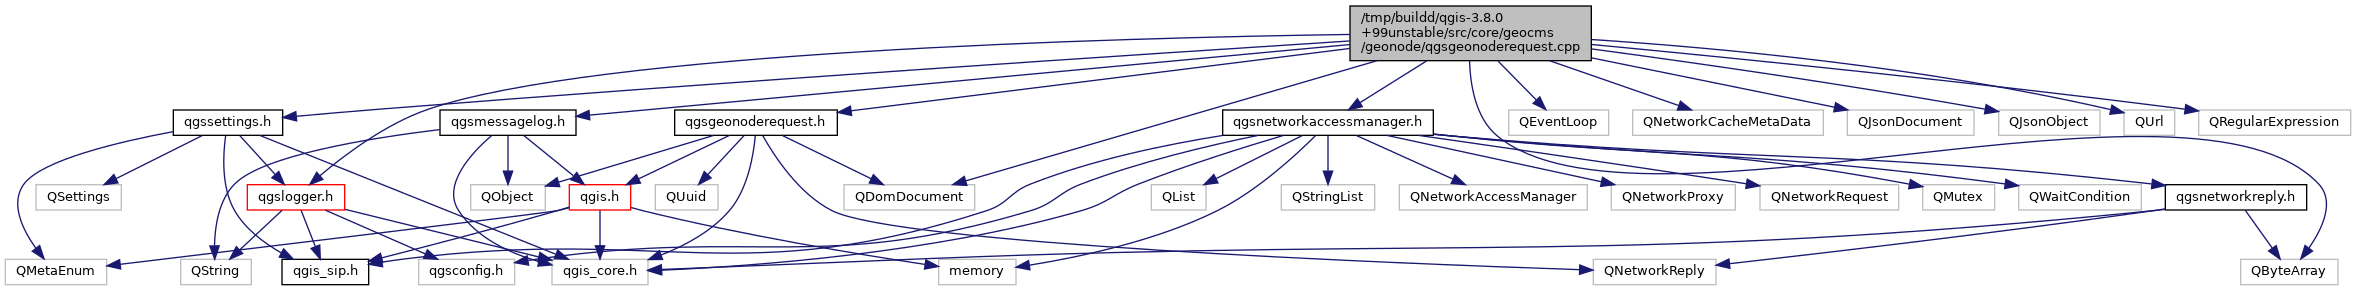 /tmp/buildd/qgis-3.8.0
+99unstable/src/core/geocms
/geonode/qgsgeonoderequest.cpp
qgssettings.h
qgsmessagelog.h
qgsgeonoderequest.h
qgsnetworkaccessmanager.h
QEventLoop
QNetworkCacheMetaData
QJsonDocument
QJsonObject
QUrl
QRegularExpression
QSettings
qgslogger.h
QObject
qgis.h
QUuid
QDomDocument
QList
QStringList
QNetworkAccessManager
QNetworkProxy
QNetworkRequest
QMutex
QWaitCondition
qgsnetworkreply.h
QMetaEnum
QString
qgis_sip.h
qgsconfig.h
qgis_core.h
memory
QNetworkReply
QByteArray